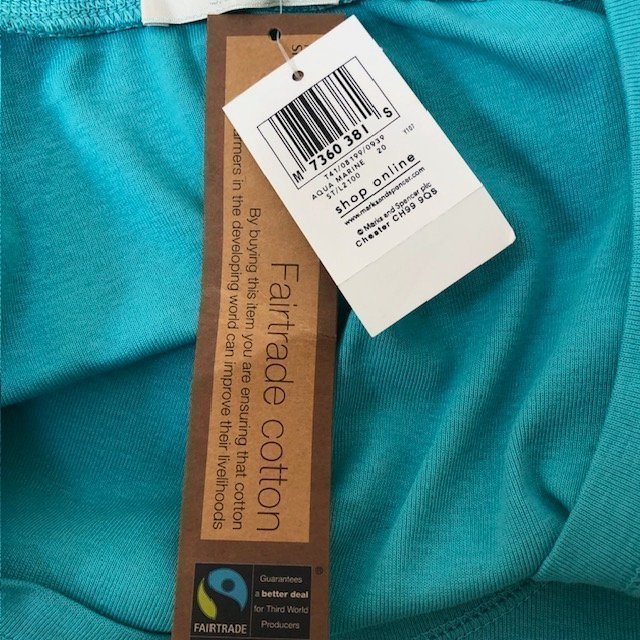 M 7360 381 S
T41/08199/0939
Y107
AQUA MARINE 20
ST/L2100
shop online
www.marksandspencer.com
© Marks and Spencer plc
Chester CH99 9QS
Fairtrade cotton
By buying this item you are ensuring that cotton
farmers in the developing world can improve their livelihoods
FAIRTRADE
®
Guarantees
a better deal
for Third World
Producers